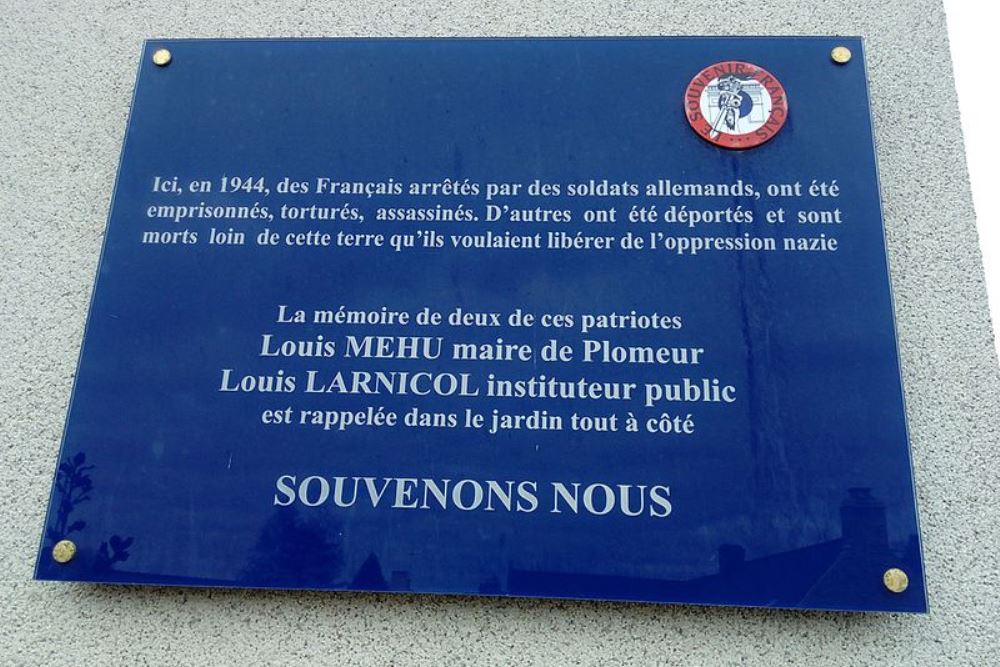 LE SOUVENIR FRANÇAIS
Ici, en 1944, des Français arrêtés par des soldats allemands, ont été
emprisonnés, torturés, assassinés. D'autres ont été déportés et sont
morts loin de cette terre qu'ils voulaient libérer de l'oppression nazie
La mémoire de deux de ces patriotes
Louis MEHU maire de Plomeur
Louis LARNICOL instituteur public
est rappelée dans le jardin tout à côté
SOUVENONS NOUS